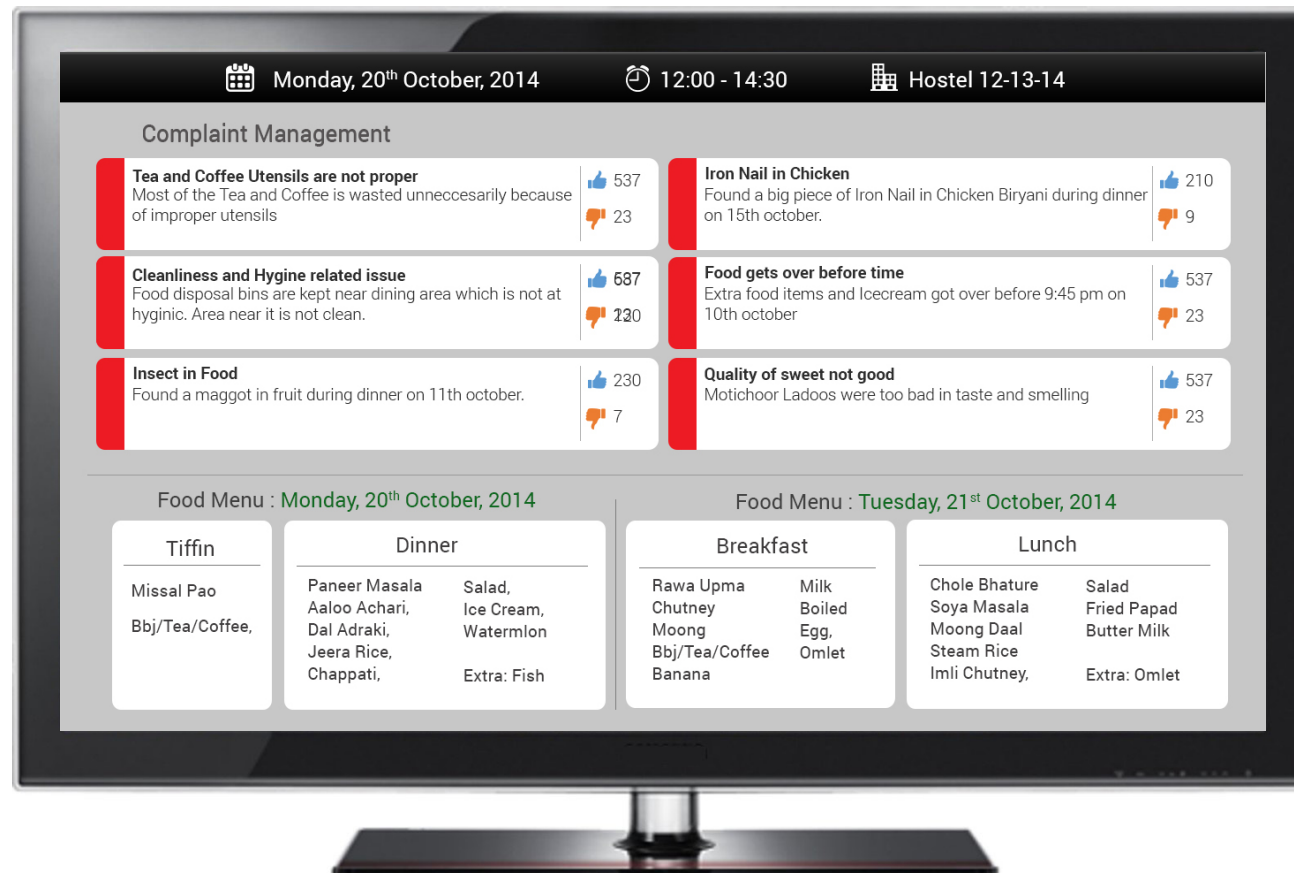 Monday, 20th October, 2014
12:00 - 14:30
Hostel 12-13-14
Complaint Management
Tea and Coffee Utensils are not proper
Most of the Tea and Coffee is wasted unneccesarily because
of improper utensils
537
23
Iron Nail in Chicken
Found a big piece of Iron Nail in Chicken Biryani during dinner
on 15th october.
210
9
Cleanliness and Hygine related issue
Food disposal bins are kept near dining area which is not at
hyginic. Area near it is not clean.
Food gets over before time
Extra food items and Icecream got over before 9:45 pm on
10th october
537
23
Insect in Food
Found a maggot in fruit during dinner on 11th october.
230
7
Quality of sweet not good
Motichoor Ladoos were too bad in taste and smelling
537
23
Food Menu : Monday, 20th October, 2014
Tiffin
Missal Pao
Bbj/Tea/Coffee,
Dinner
Paneer Masala
Aaloo Achari,
Dal Adraki,
Jeera Rice,
Chappati,
Salad,
Ice Cream,
Watermlon
Extra: Fish
Food Menu : Tuesday, 21st October, 2014
Breakfast
Rawa Upma
Chutney
Moong
Bbj/Tea/Coffee
Banana
Milk
Boiled
Egg,
Omlet
Lunch
Chole Bhature
Soya Masala
Moong Daal
Steam Rice
Imli Chutney,
Salad
Fried Papad
Butter Milk
Extra: Omlet